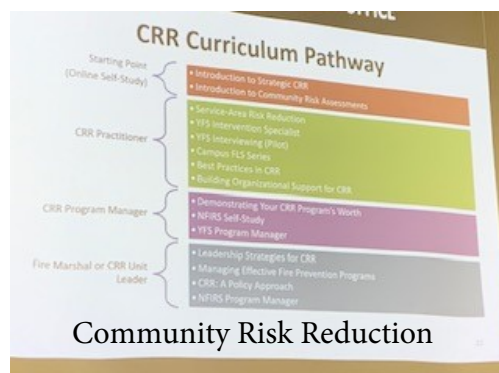 OFFICE
CRR Curriculum Pathway
Starting Point
(Online Self-Study)
• Introduction to Strategic CRR
• Introduction to Community Risk Assessments
CRR Practitioner
• Service-Area Risk Reduction
• YFS Intervention Specialist
• YFS Interviewing (Pilot)
• Campus FLS Series
• Best Practices in CRR
• Building Organizational Support for CRR
CRR Program Manager
• Demonstrating Your CRR Program's Worth
• NFIRS Self-Study
• YFS Program Manager
Fire Marshal or CRR Unit
Leader
• Leadership Strategies for CRR
• Managing Effective Fire Prevention Programs
• CRR: A Policy Approach
• NFIRS Program Manager
Community Risk Reduction